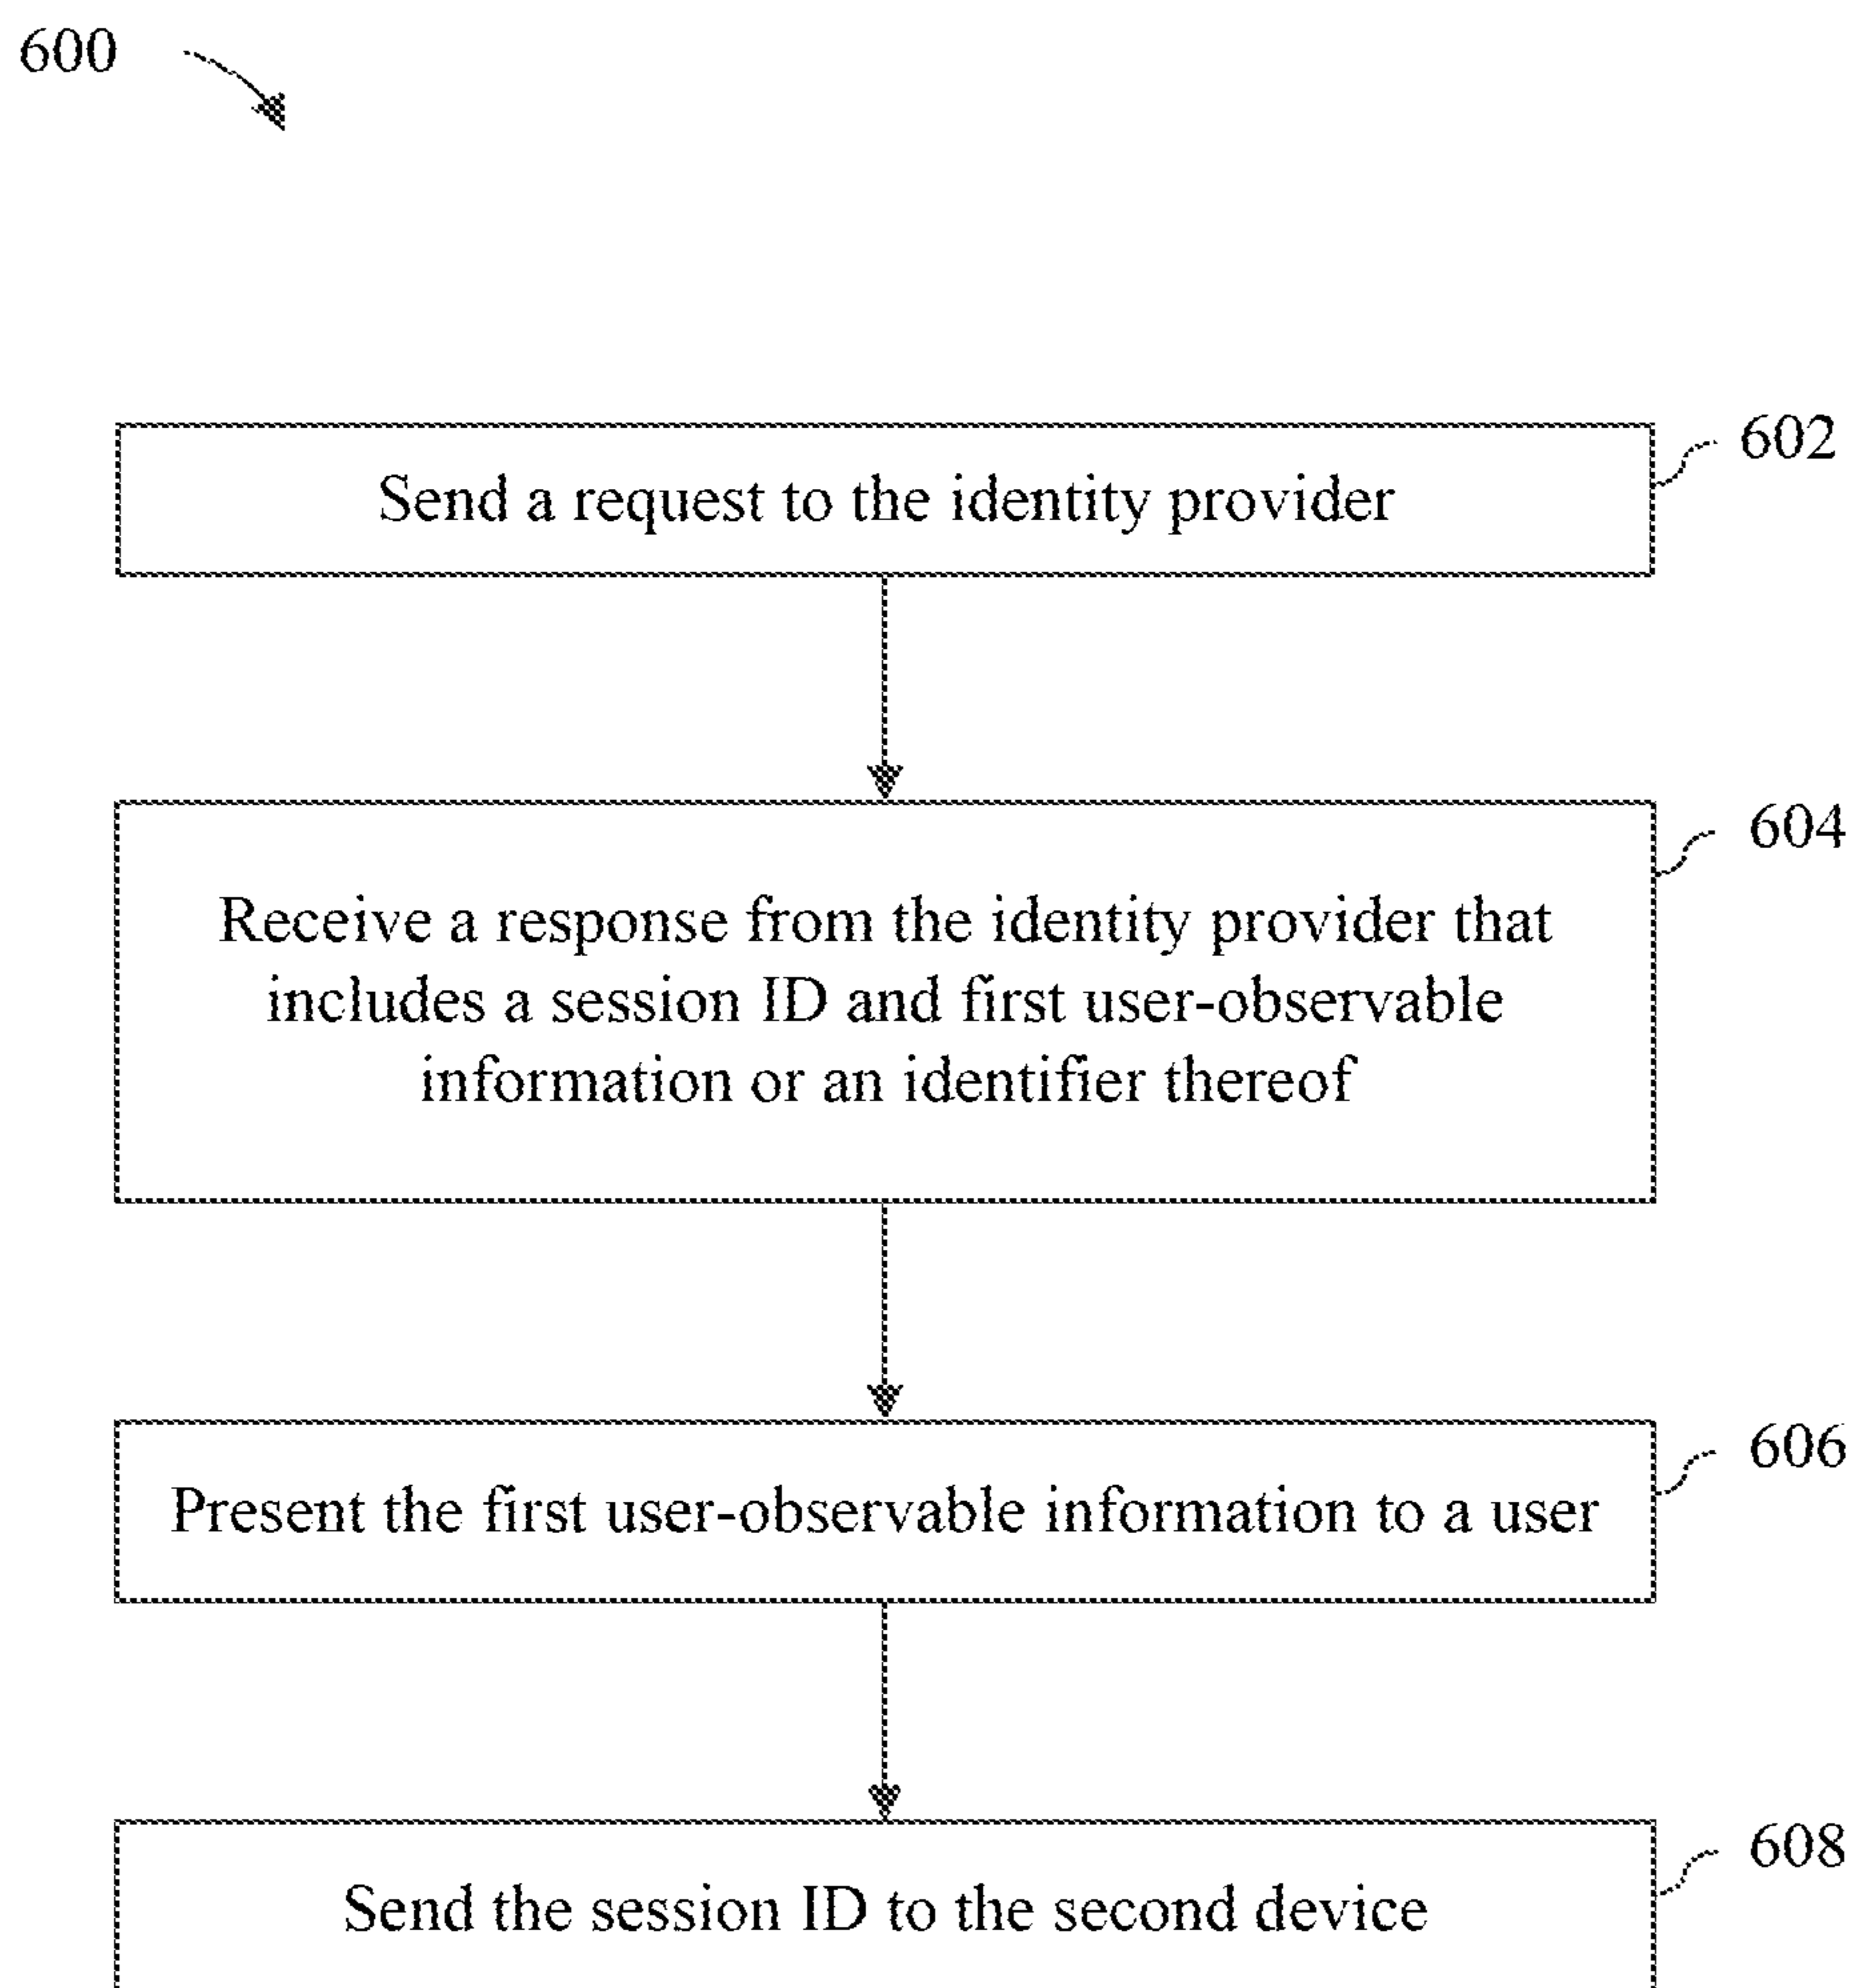 600
602
Send a request to the identity provider
604
Receive a response from the identity provider that
includes a session ID and first user-observable
information or an identifier thereof
606
Present the first user-observable information to a user
608
Send the session ID to the second device